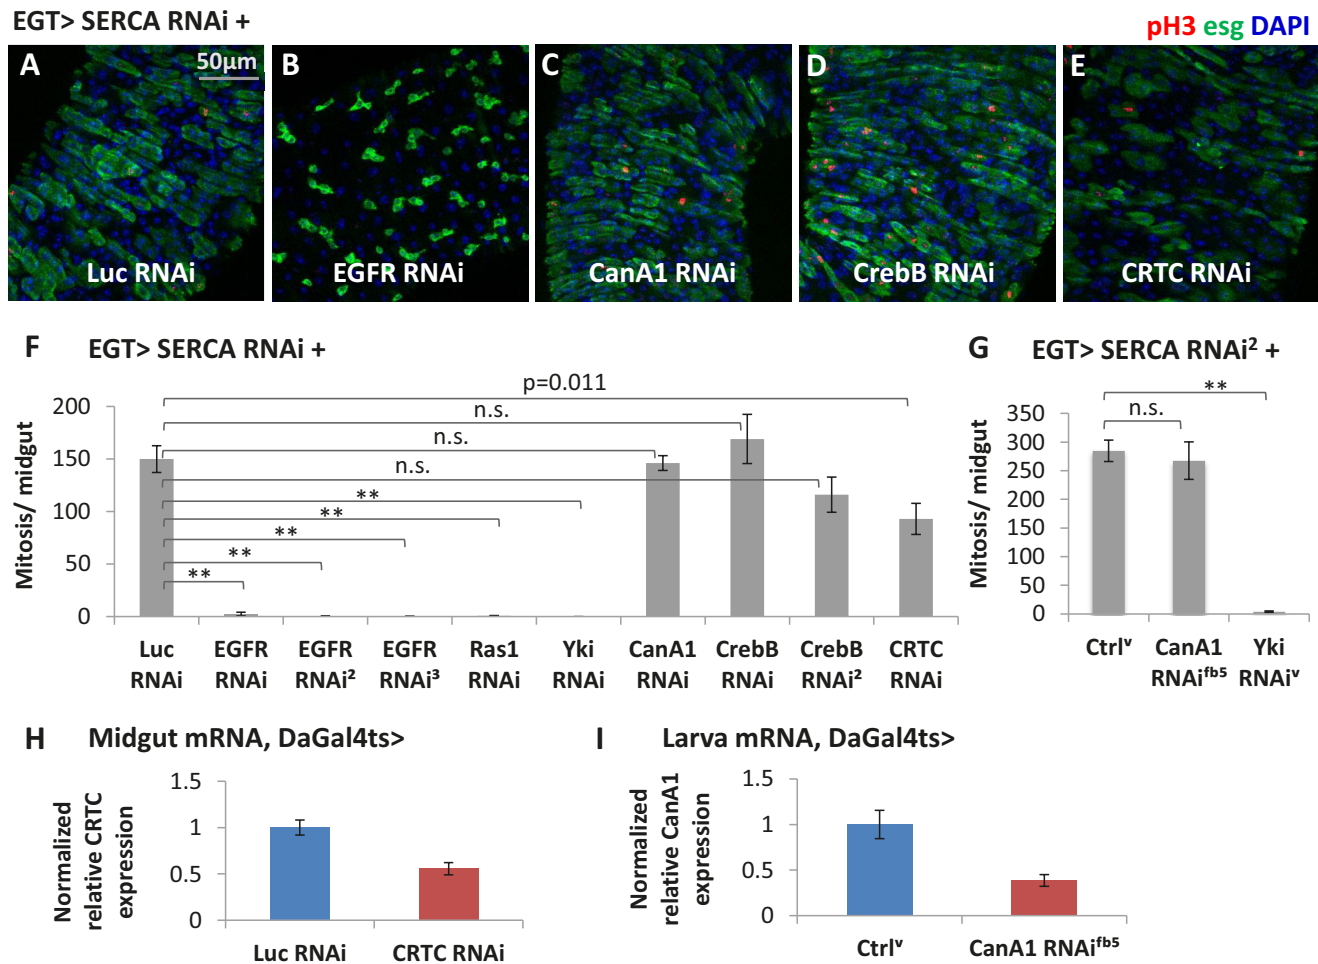 EGT> SERCA RNAi +
pH3 esg DAPI
A
50µm
B
C
D
E
Luc RNAi
EGFR RNAi
CanA1 RNAi
CrebB RNAi
CRTC RNAi
F EGT> SERCA RNAi +
p=0.011
n.s.
n.s.
n.s.
**
**
**
**
**
Mitosis/ midgut
200
150
100
50
0
Luc RNAi
EGFR RNAi
EGFR RNAi²
EGFR RNAi³
Ras1 RNAi
Yki RNAi
CanA1 RNAi
CrebB RNAi
CrebB RNAi²
CRTC RNAi
G EGT> SERCA RNAi² +
**
n.s.
Mitosis/ midgut
350
300
250
200
150
100
50
0
Ctrlᵛ
CanA1 RNAiᶠᵇ⁵
Yki RNAiᵛ
H Midgut mRNA, DaGal4ts>
Normalized
relative CRTC
expression
1.5
1
0.5
0
Luc RNAi
CRTC RNAi
I Larva mRNA, DaGal4ts>
Normalized
relative CanA1
expression
1.5
1
0.5
0
Ctrlᵛ
CanA1 RNAiᶠᵇ⁵